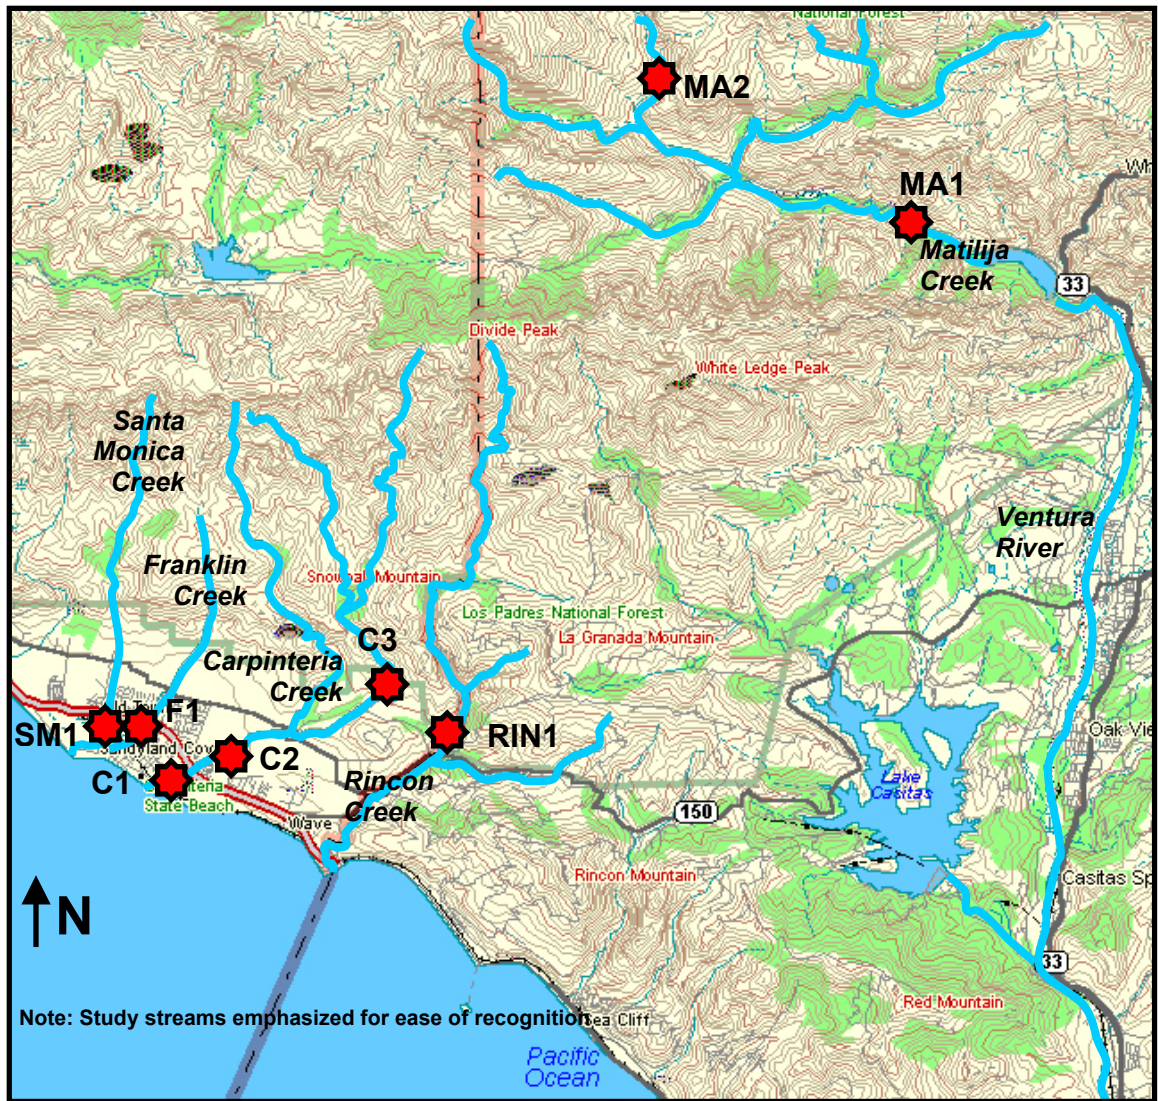 National Forest
MA2
Wh
MA1
Matilija
Creek
33
Divide Peak
White Ledge Peak
Santa
Monica
Creek
Ventura
River
Franklin
Creek
Snowball Mountain
Los Padres National Forest
La Granada Mountain
C3
Carpinteria
Creek
F1
SM1
RIN1
Oak Vie
C2
C1
State Beach
Rincon
Creek
Lake
Casitas
150
Wave
Rincon Mountain
Casitas Sp
N
33
Red Mountain
Note: Study streams emphasized for ease of recognition
Sea Cliff
Pacific
Ocean